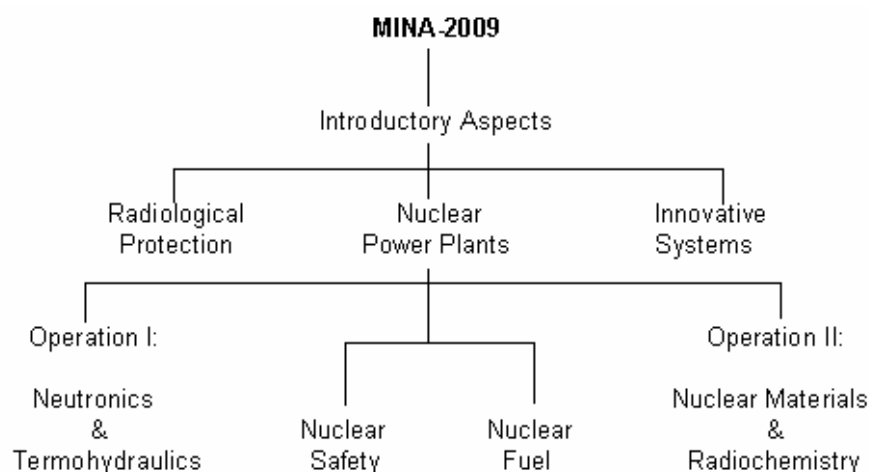 MINA-2009
Introductory Aspects
Radiological
Protection
Nuclear
Power Plants
Innovative
Systems
Operation I:
Neutronics
&
Termohydraulics
Nuclear
Safety
Nuclear
Fuel
Operation II:
Nuclear Materials
&
Radiochemistry